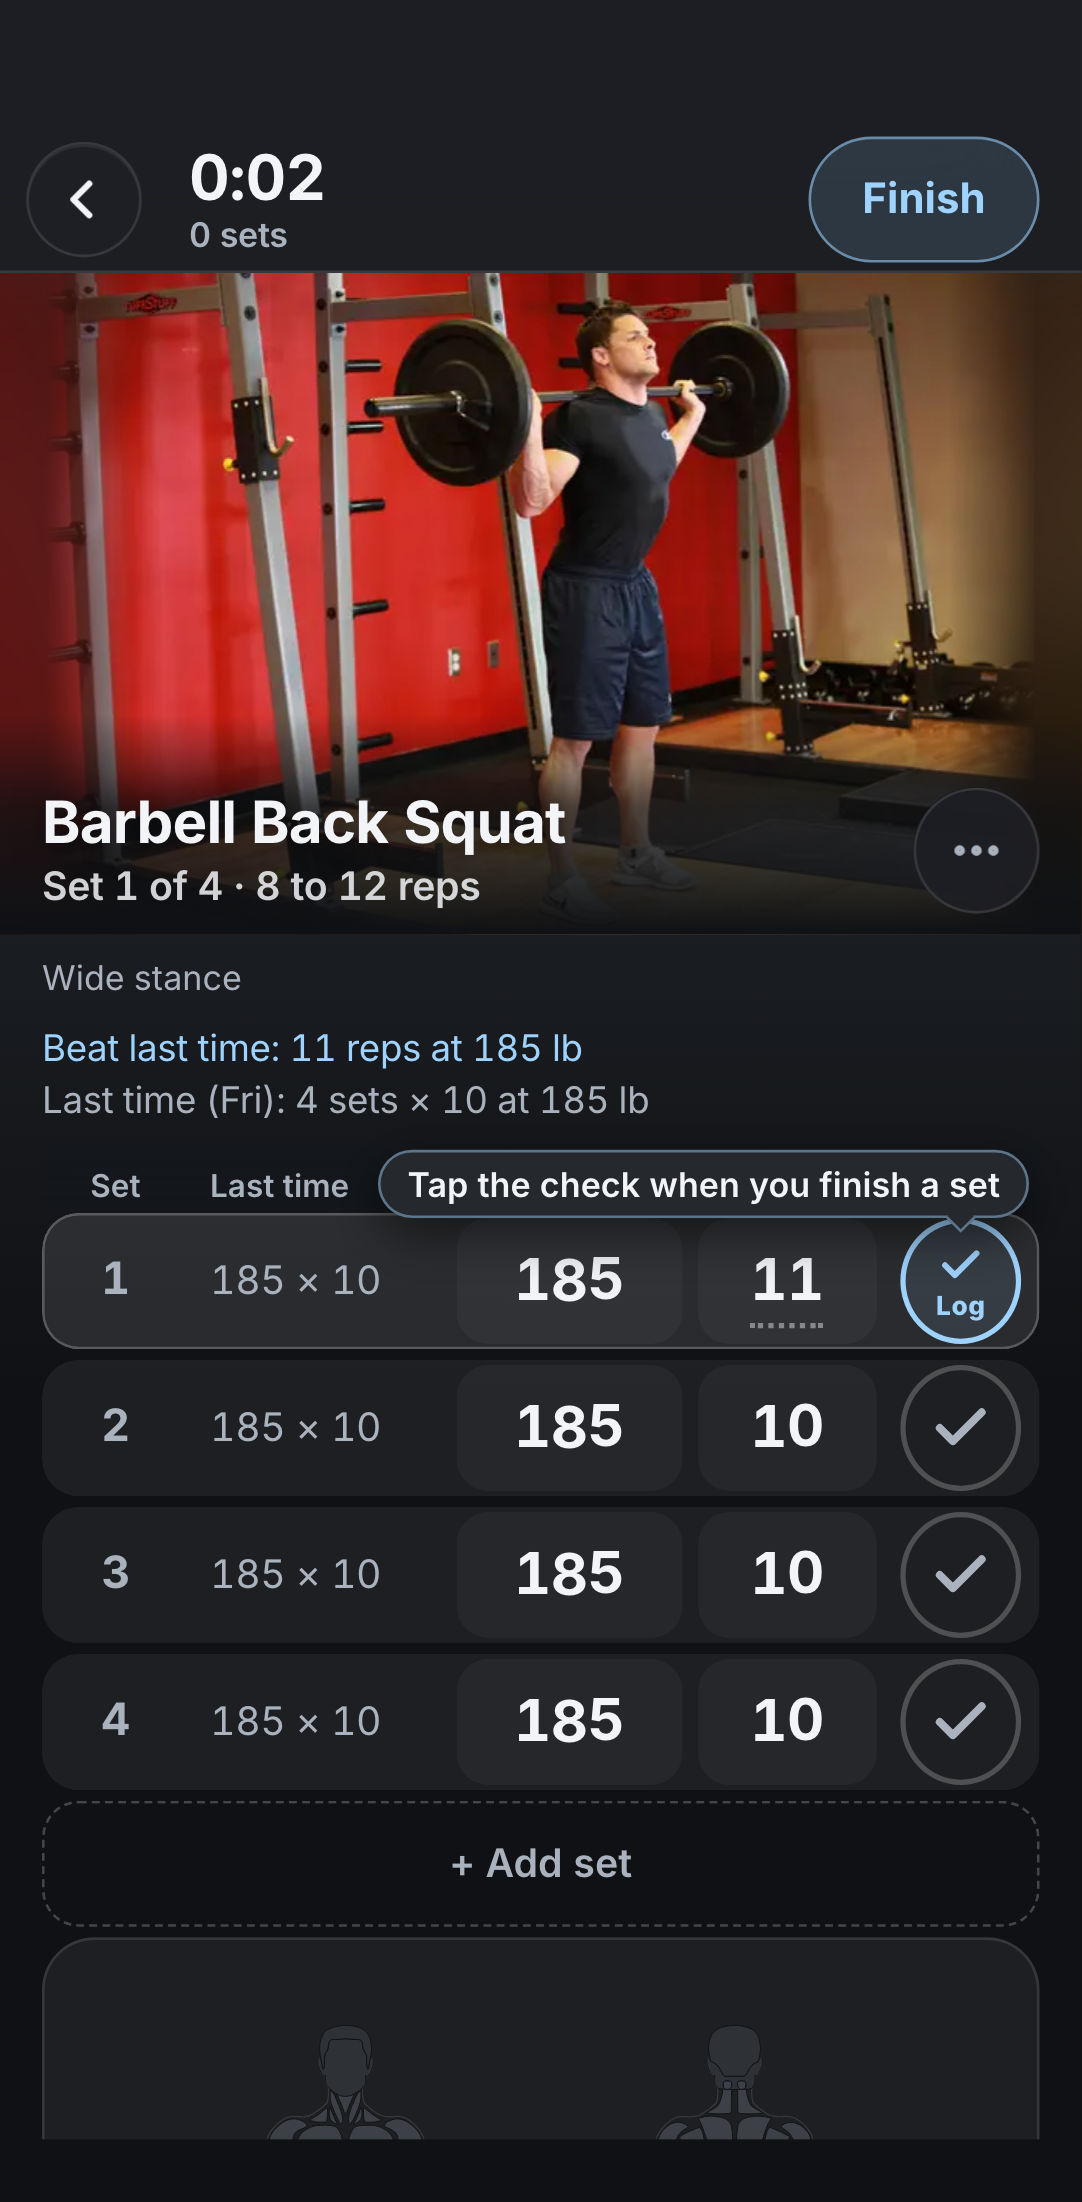 0:02
0 sets
Finish
Barbell Back Squat
Set 1 of 4 · 8 to 12 reps
Wide stance
Beat last time: 11 reps at 185 lb
Last time (Fri): 4 sets × 10 at 185 lb
Set Last time Tap the check when you finish a set
1 185 × 10 185 11 Log
2 185 × 10 185 10
3 185 × 10 185 10
4 185 × 10 185 10
+ Add set